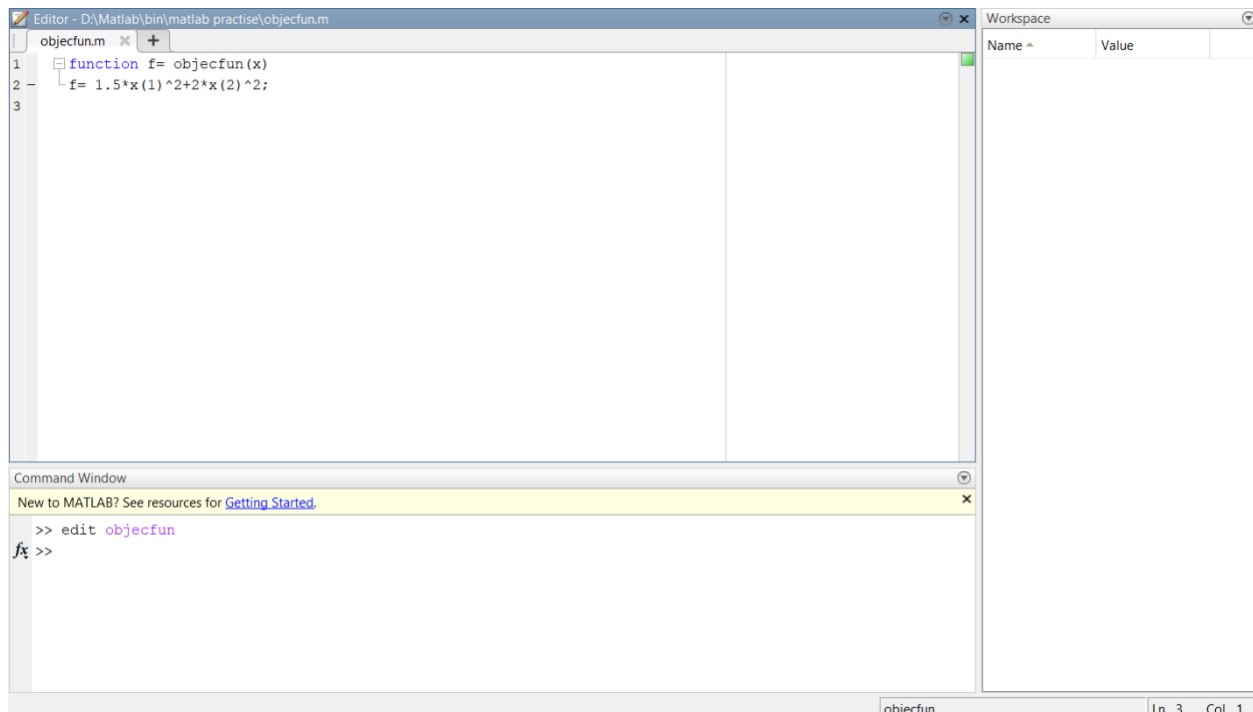 Editor - D:\Matlab\bin\matlab practise\objecfun.m
objecfun.m
1 function f= objecfun(x)
2 – f= 1.5*x(1)^2+2*x(2)^2;
3
Command Window
New to MATLAB? See resources for Getting Started.
>> edit objecfun
fx >>
Workspace
Name Value
objecfun Ln 3 Col 1